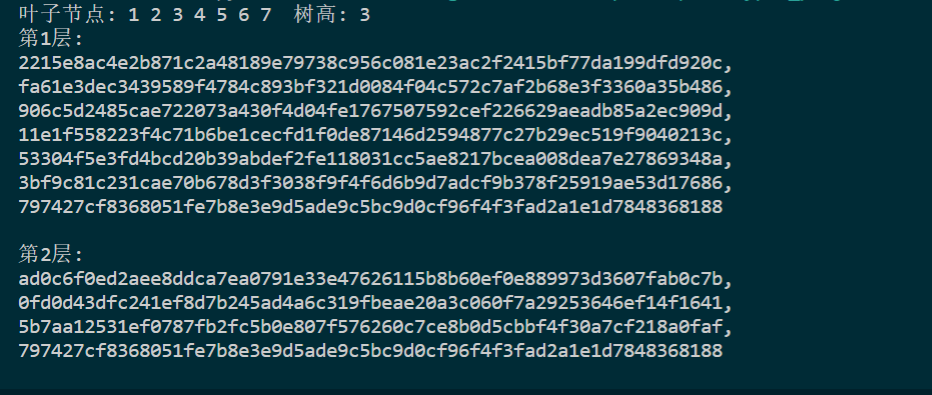 叶子节点: 1 2 3 4 5 6 7  树高: 3
第1层:
2215e8ac4e2b871c2a48189e79738c956c081e23ac2f2415bf77da199dfd920c,
fa61e3dec3439589f4784c893bf321d0084f04c572c7af2b68e3f3360a35b486,
906c5d2485cae722073a430f4d04fe1767507592cef226629aeadb85a2ec909d,
11e1f558223f4c71b6be1cecfd1f0de87146d2594877c27b29ec519f9040213c,
53304f5e3fd4bcd20b39abdef2fe118031cc5ae8217bcea008dea7e27869348a,
3bf9c81c231cae70b678d3f3038f9f4f6d6b9d7adcf9b378f25919ae53d17686,
797427cf8368051fe7b8e3e9d5ade9c5bc9d0cf96f4f3fad2a1e1d7848368188
第2层:
ad0c6f0ed2aee8ddca7ea0791e33e47626115b8b60ef0e889973d3607fab0c7b,
0fd0d43dfc241ef8d7b245ad4a6c319fbeae20a3c060f7a29253646ef14f1641,
5b7aa12531ef0787fb2fc5b0e807f576260c7ce8b0d5cbbf4f30a7cf218a0faf,
797427cf8368051fe7b8e3e9d5ade9c5bc9d0cf96f4f3fad2a1e1d7848368188